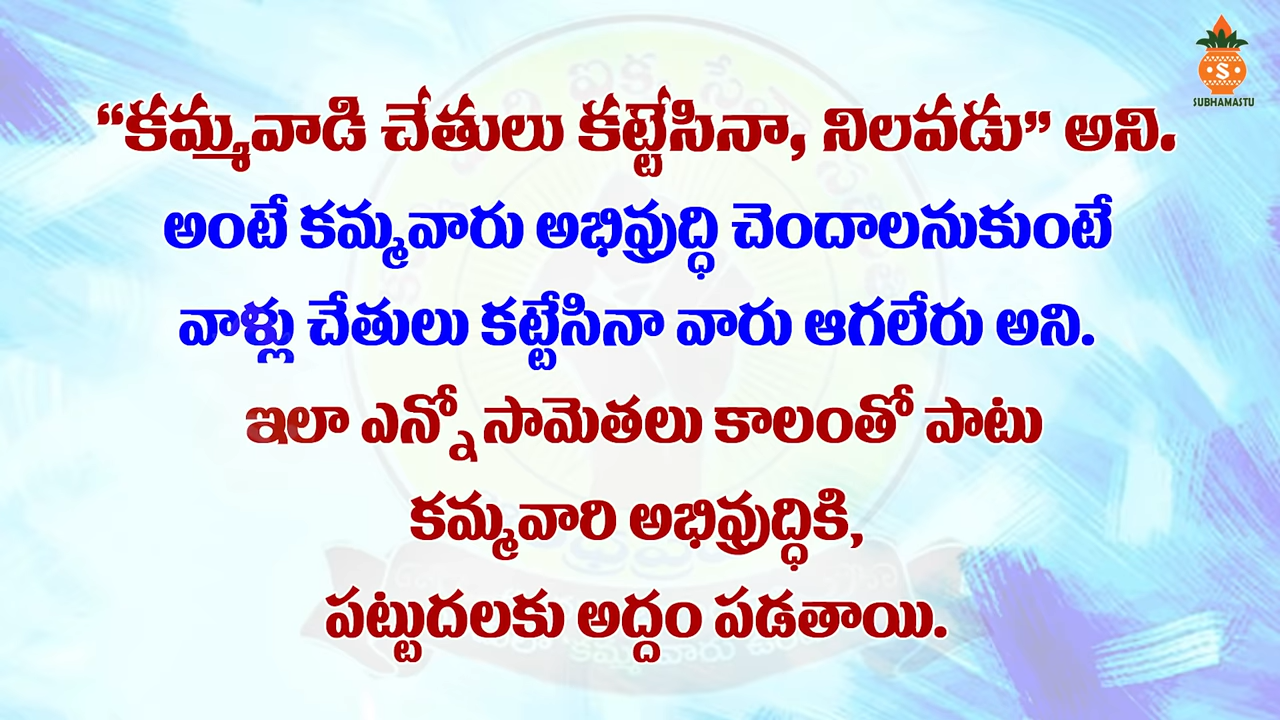 “కమ్మవాడి చేతులు కట్టేసినా, నిలవడు” అని.
అంటే కమ్మవారు అభివ్రుద్ధి చెందాలనుకుంటే
వాళ్లు చేతులు కట్టేసినా వారు ఆగలేరు అని.
ఇలా ఎన్నో సామెతలు కాలంతో పాటు
కమ్మవారి అభివ్రుద్ధికి,
పట్టుదలకు అద్దం పడతాయి.
SUBHAMASTU